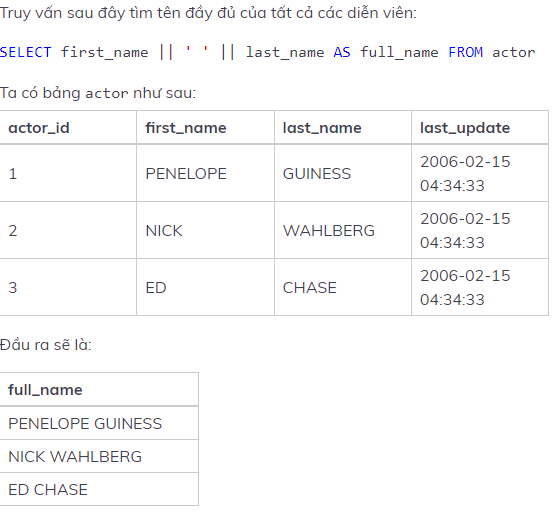 Truy vấn sau đây tìm tên đầy đủ của tất cả các diễn viên:
SELECT first_name || ' ' || last_name AS full_name FROM actor
Ta có bảng actor như sau:
actor_id first_name last_name last_update
1 PENELOPE GUINESS 2006-02-15 04:34:33
2 NICK WAHLBERG 2006-02-15 04:34:33
3 ED CHASE 2006-02-15 04:34:33
Đầu ra sẽ là:
full_name
PENELOPE GUINESS
NICK WAHLBERG
ED CHASE